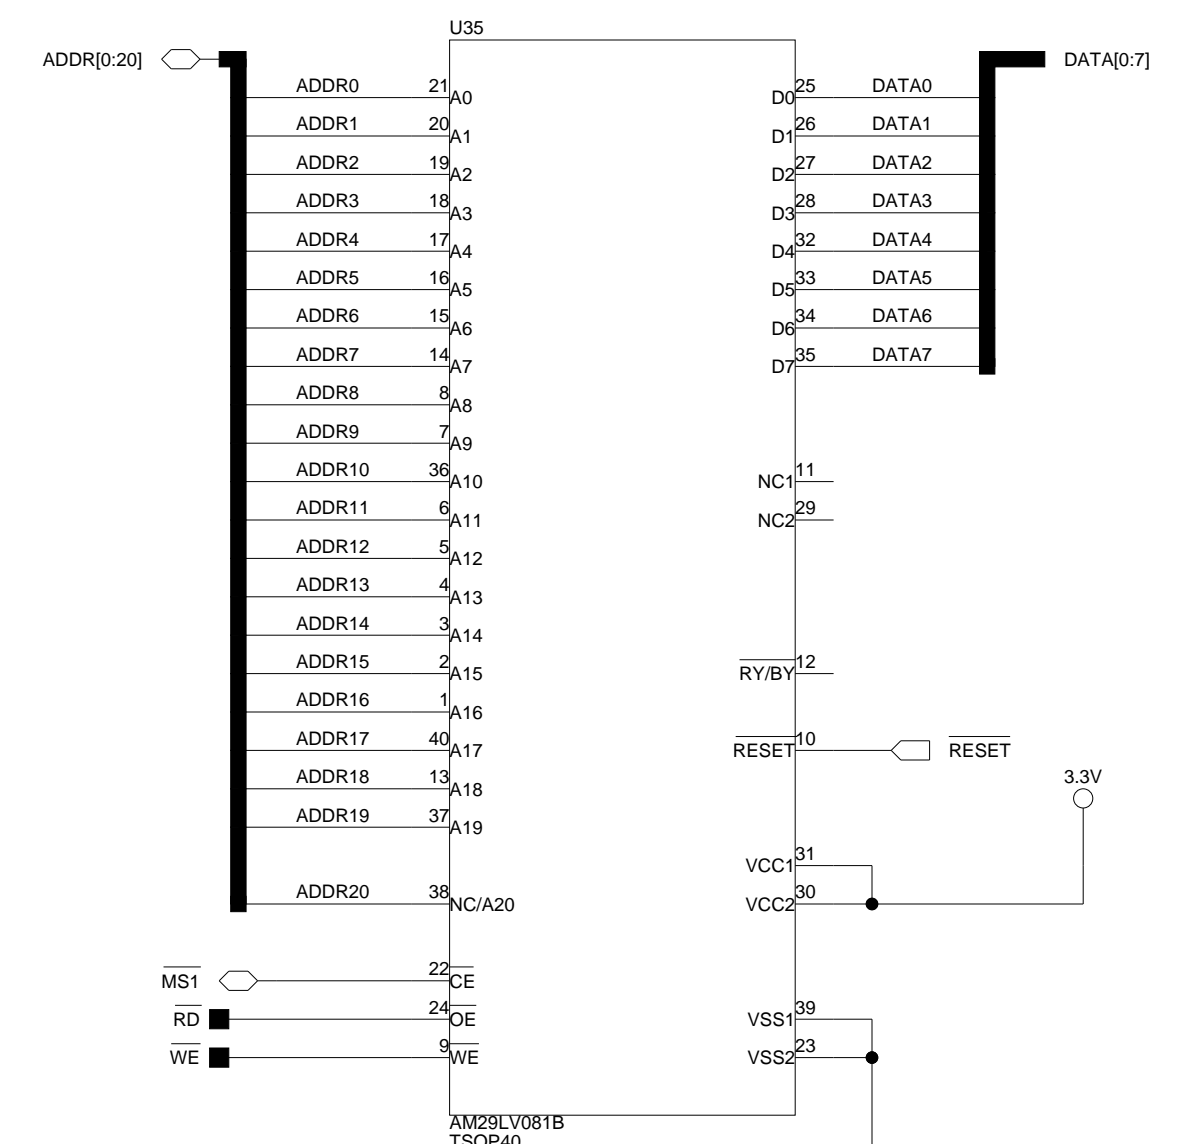 U35
ADDR[0:20] DATA[0:7]
ADDR0 21 A0 D0 25 DATA0
ADDR1 20 A1 D1 26 DATA1
ADDR2 19 A2 D2 27 DATA2
ADDR3 18 A3 D3 28 DATA3
ADDR4 17 A4 D4 32 DATA4
ADDR5 16 A5 D5 33 DATA5
ADDR6 15 A6 D6 34 DATA6
ADDR7 14 A7 D7 35 DATA7
ADDR8 8 A8
ADDR9 7 A9
ADDR10 36 A10 NC1 11
ADDR11 6 A11 NC2 29
ADDR12 5 A12
ADDR13 4 A13
ADDR14 3 A14
ADDR15 2 A15 RY/BY 12
ADDR16 1 A16
ADDR17 40 A17 RESET 10 RESET
ADDR18 13 A18 3.3V
ADDR19 37 A19
VCC1 31
ADDR20 38 NC/A20 VCC2 30
MS1 22 CE
RD 24 OE VSS1 39
WE 9 WE VSS2 23
AM29LV081B
TSOP40